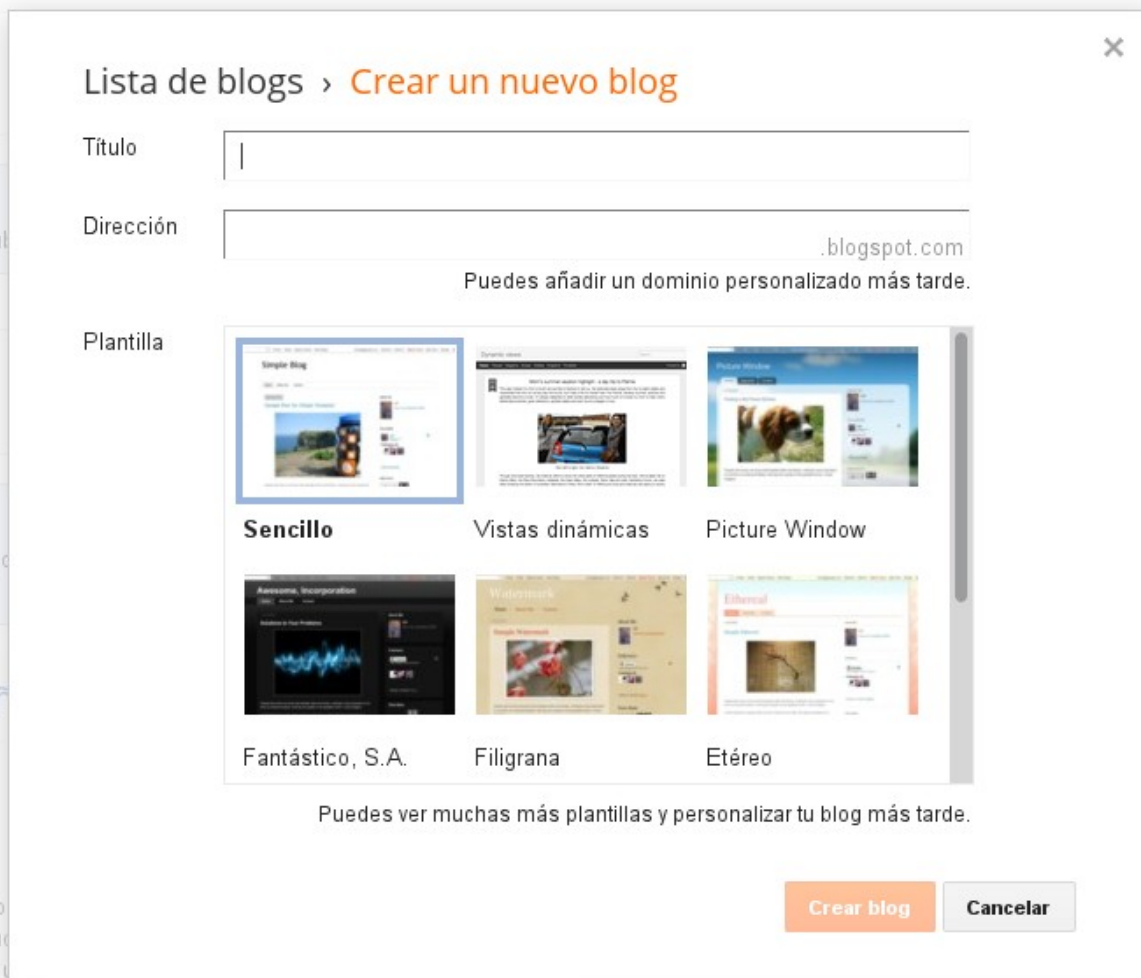 Lista de blogs › Crear un nuevo blog
Título
Dirección
.blogspot.com
Puedes añadir un dominio personalizado más tarde.
Plantilla
Simple Blog
Dynamic views
Picture Window
Sencillo
Vistas dinámicas
Picture Window
Awesome, Incorporation
Watermark
Ethereal
Simple Watermark
Fantástico, S.A.
Filigrana
Etéreo
Puedes ver muchas más plantillas y personalizar tu blog más tarde.
Crear blog
Cancelar